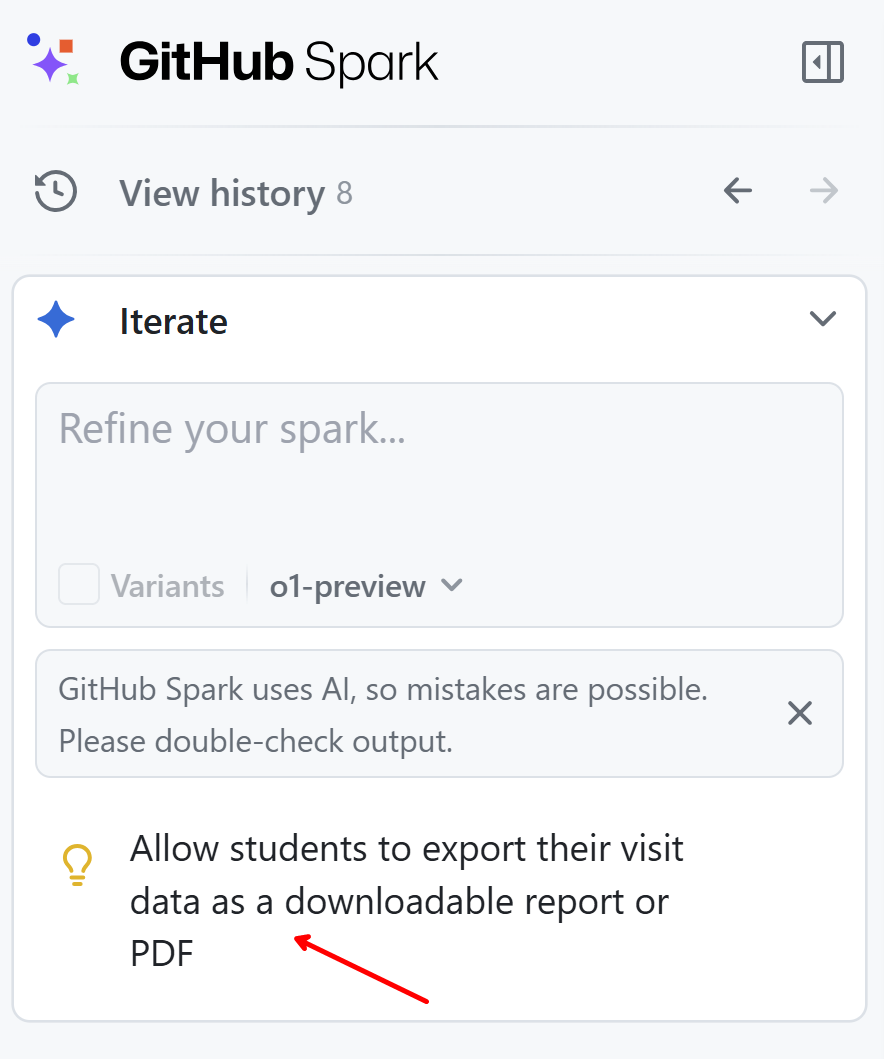 GitHub Spark
View history 8
Iterate
Refine your spark...
Variants o1-preview
GitHub Spark uses AI, so mistakes are possible.
Please double-check output.
Allow students to export their visit
data as a downloadable report or
PDF